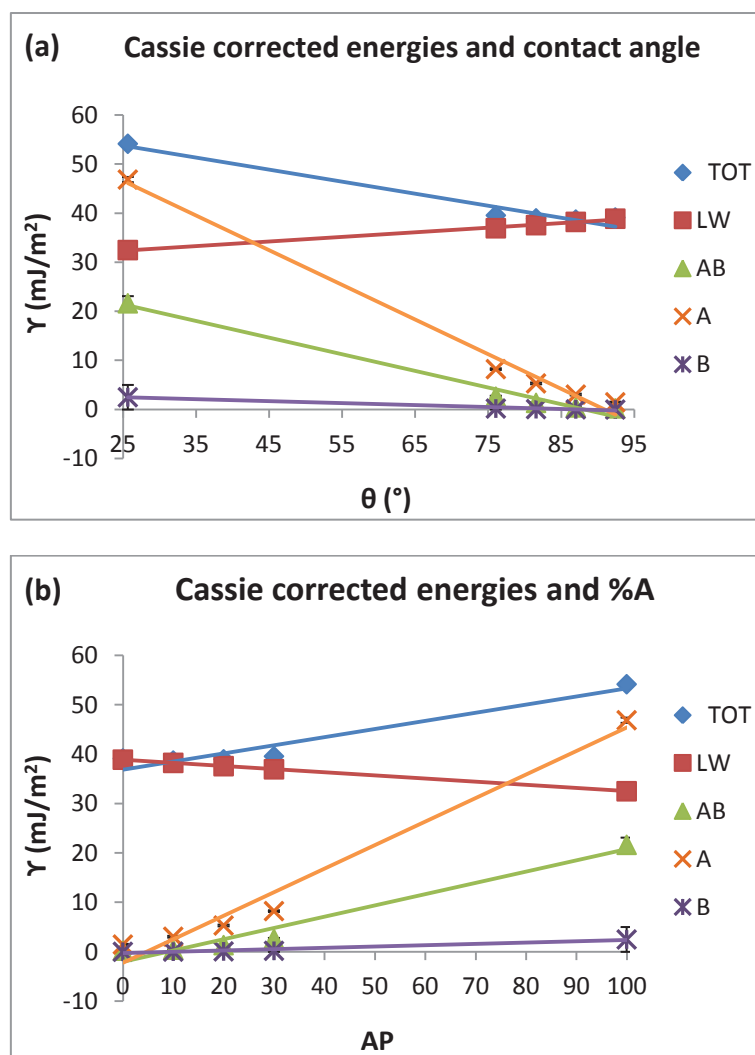 (a) Cassie corrected energies and contact angle
60
50
40
30
20
10
0
-10
ϒ (mJ/m²)
25 35 45 55 65 75 85 95
θ (°)
TOT
LW
AB
A
B
(b) Cassie corrected energies and %A
60
50
40
30
20
10
0
-10
ϒ (mJ/m²)
0 10 20 30 40 50 60 70 80 90 100
AP
TOT
LW
AB
A
B